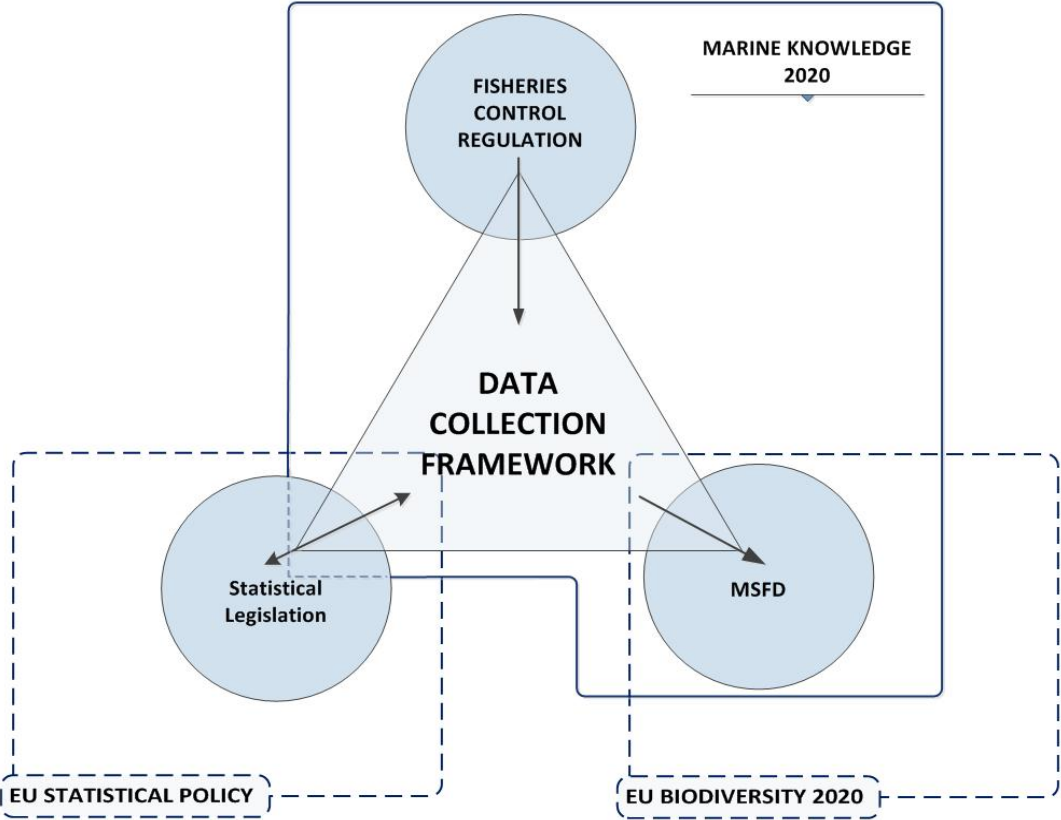 MARINE KNOWLEDGE
2020
FISHERIES
CONTROL
REGULATION
DATA
COLLECTION
FRAMEWORK
Statistical
Legislation
MSFD
EU STATISTICAL POLICY
EU BIODIVERSITY 2020